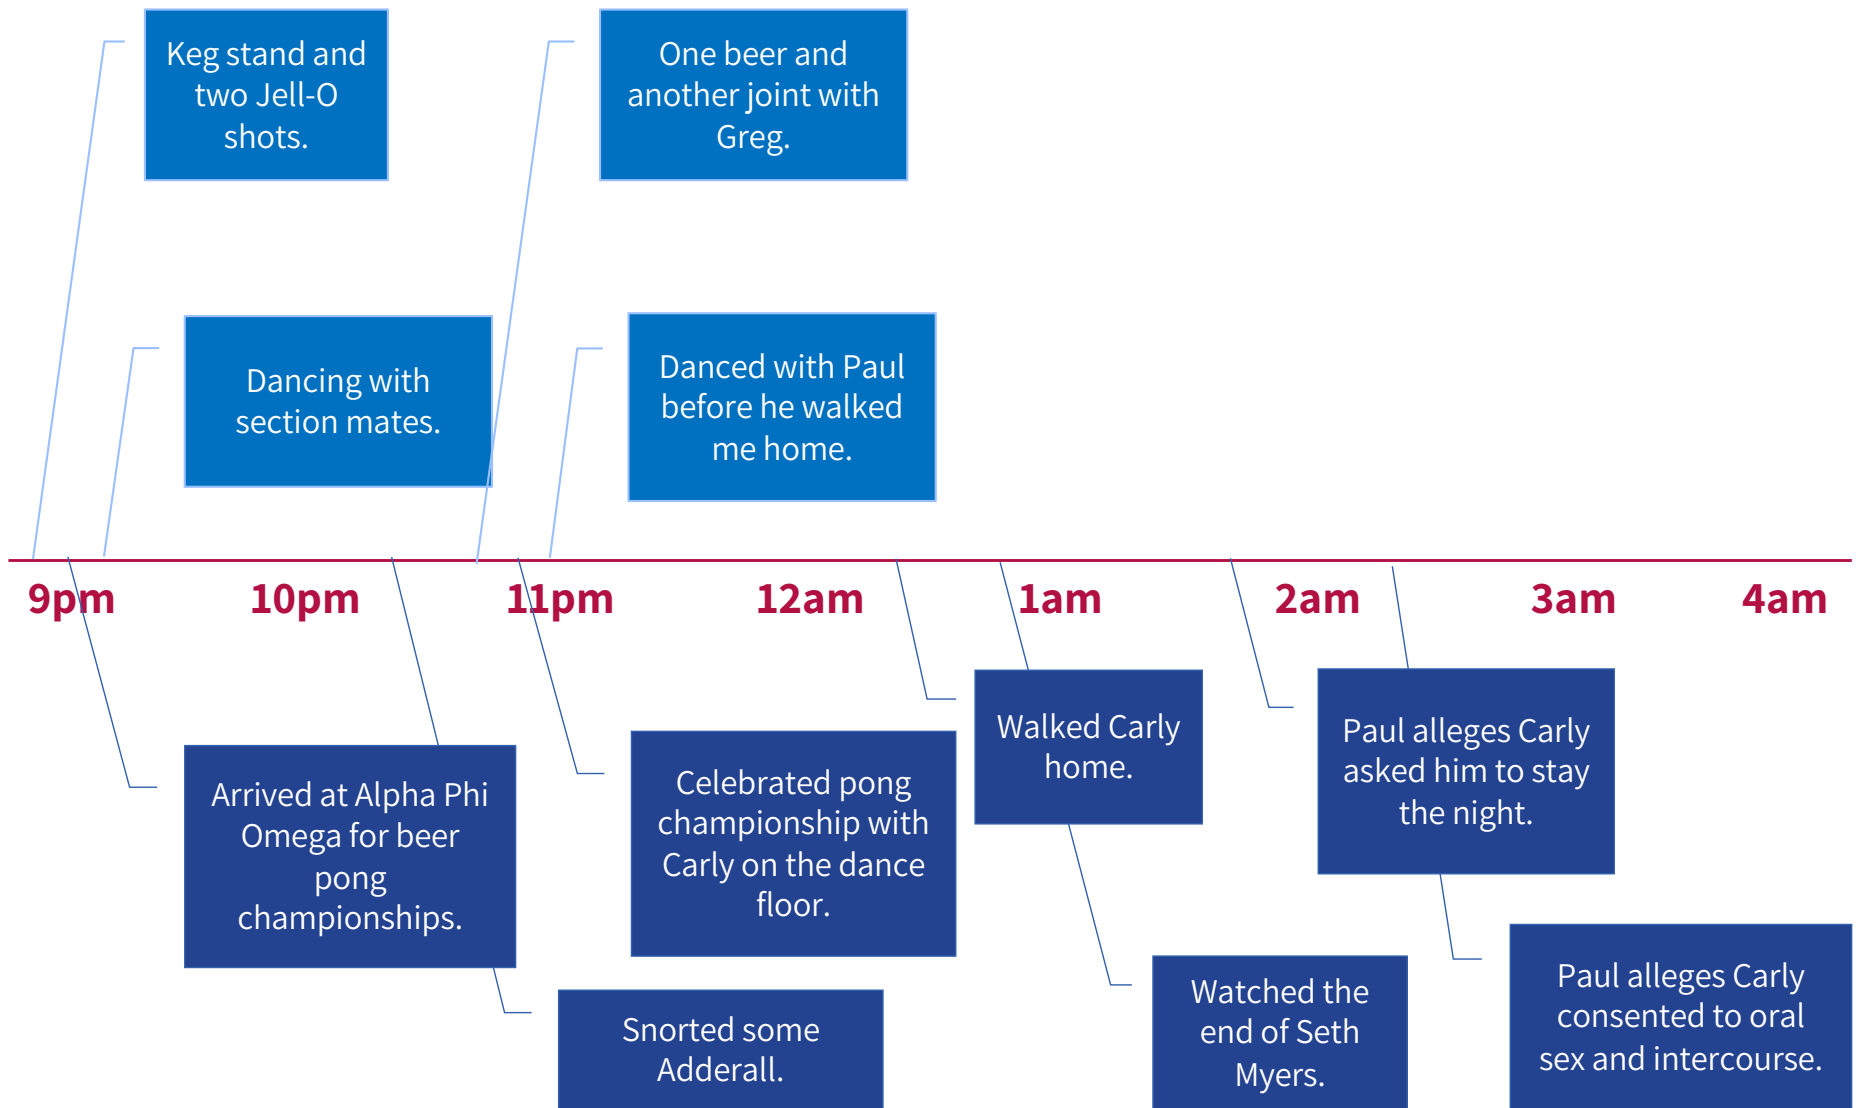 Keg stand and
two Jell-O
shots.
One beer and
another joint with
Greg.
Dancing with
section mates.
Danced with Paul
before he walked
me home.
9pm
10pm
11pm
12am
1am
2am
3am
4am
Arrived at Alpha Phi
Omega for beer
pong
championships.
Snorted some
Adderall.
Celebrated pong
championship with
Carly on the dance
floor.
Walked Carly
home.
Watched the
end of Seth
Myers.
Paul alleges Carly
asked him to stay
the night.
Paul alleges Carly
consented to oral
sex and intercourse.